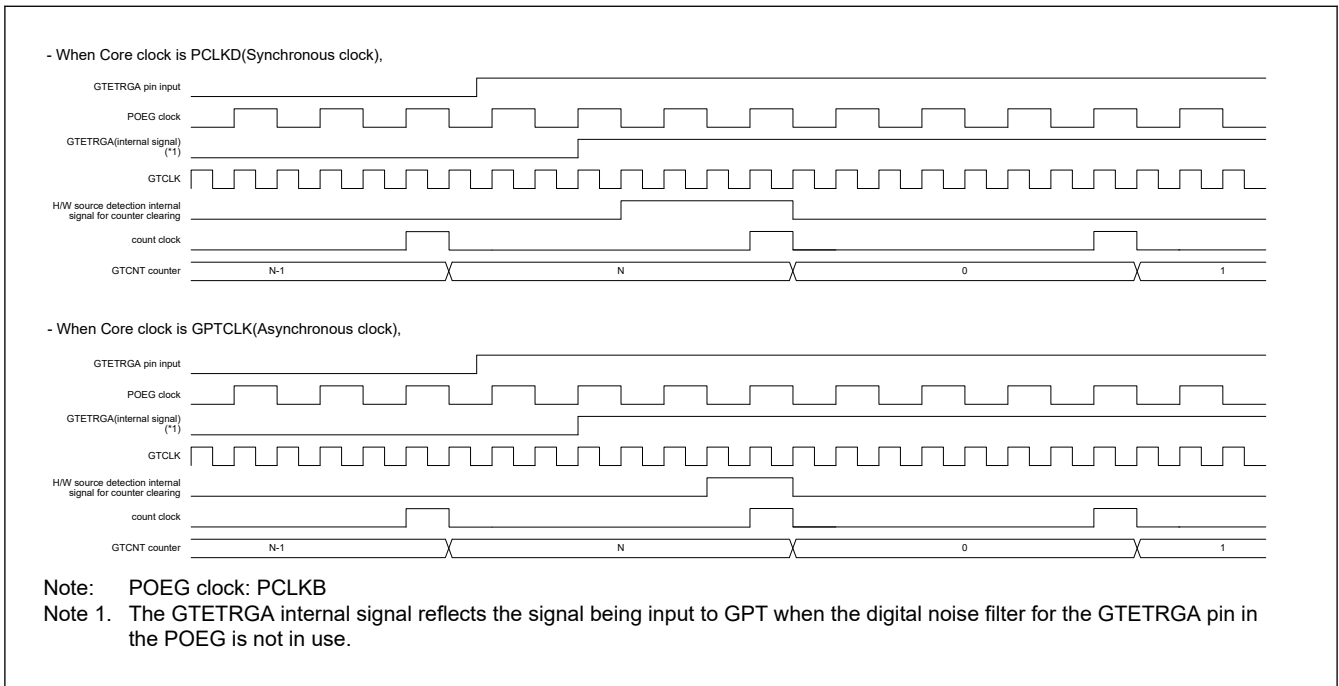 - When Core clock is PCLKD(Synchronous clock),
GTETRGA pin input
POEG clock
GTETRGA(internal signal)
(*1)
GTCLK
H/W source detection internal
signal for counter clearing
count clock
GTCNT counter
N-1
N
0
1
- When Core clock is GPTCLK(Asynchronous clock),
GTETRGA pin input
POEG clock
GTETRGA(internal signal)
(*1)
GTCLK
H/W source detection internal
signal for counter clearing
count clock
GTCNT counter
N-1
N
0
1
Note: POEG clock: PCLKB
Note 1. The GTETRGA internal signal reflects the signal being input to GPT when the digital noise filter for the GTETRGA pin in
the POEG is not in use.